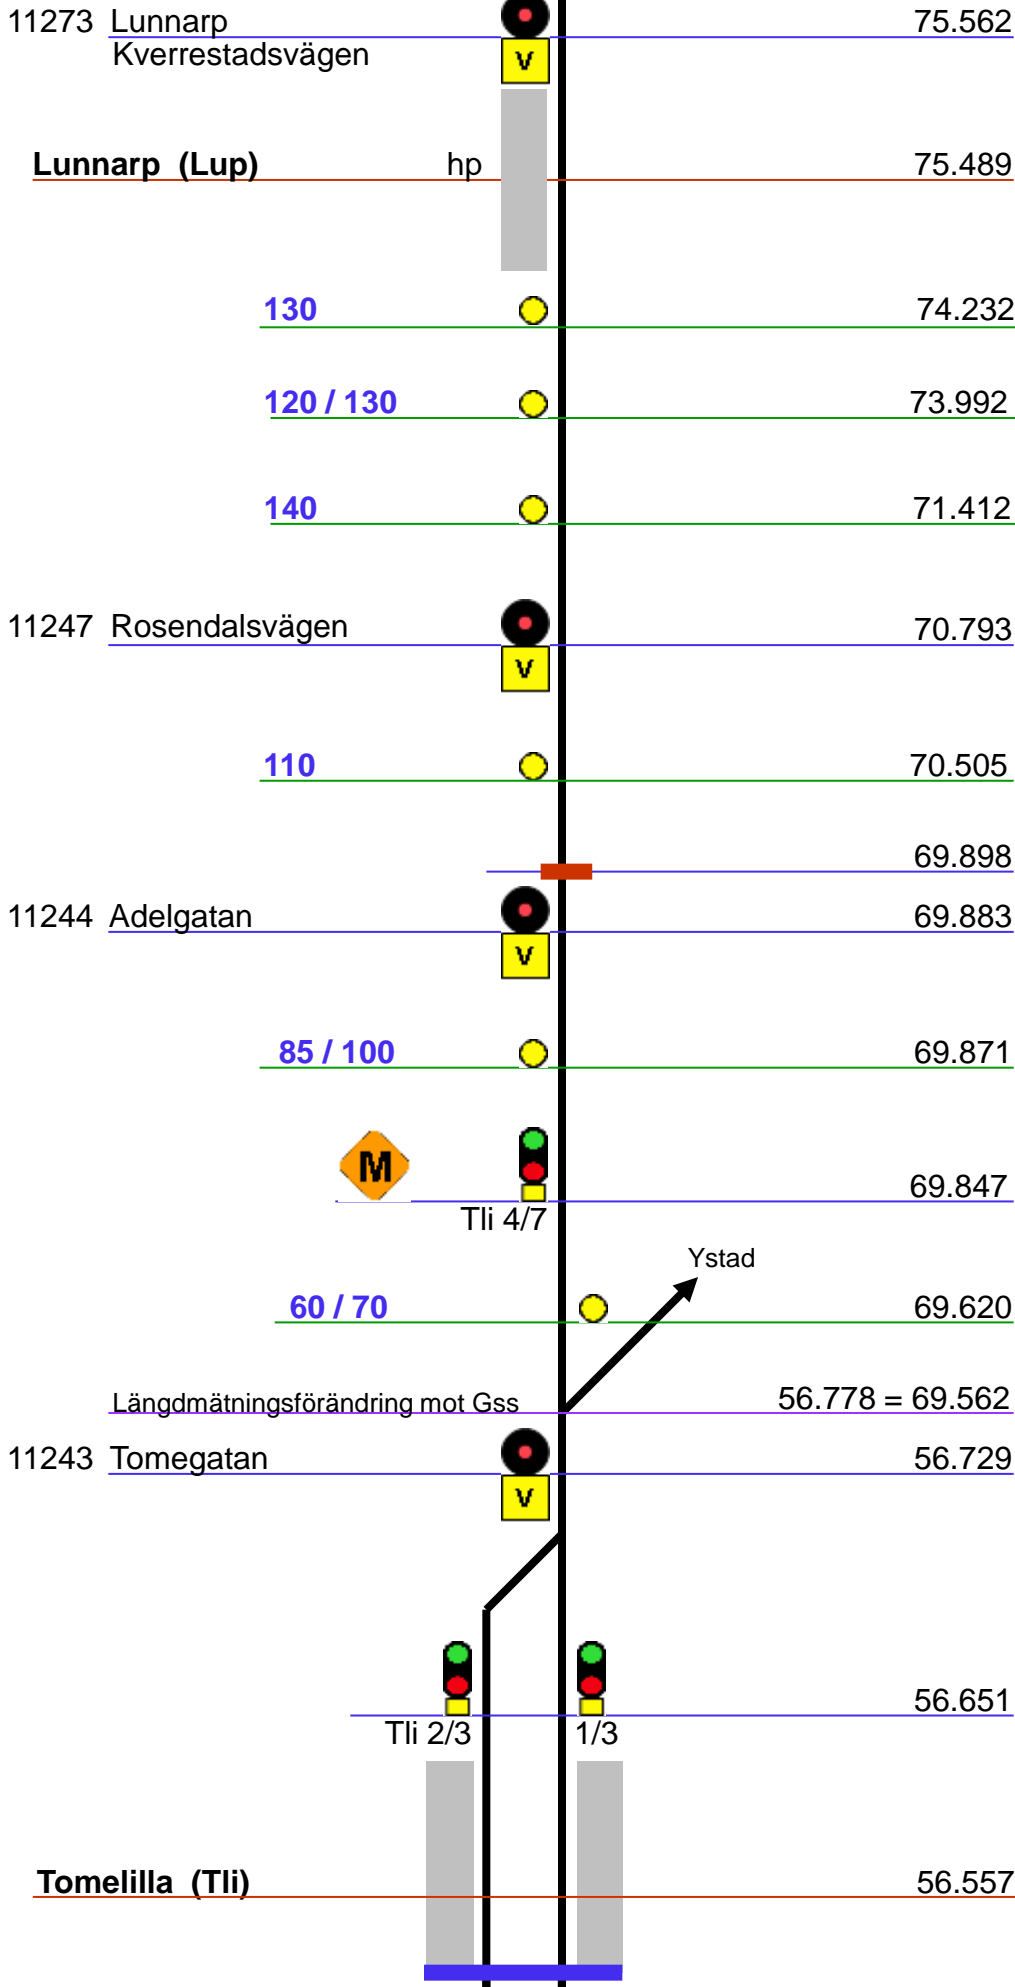 11273 Lunnarp 75.562
Kverrestadsvägen
V
Lunnarp (Lup) hp 75.489
130 74.232
120 / 130 73.992
140 71.412
11247 Rosendalsvägen 70.793
V
110 70.505
69.898
11244 Adelgatan 69.883
V
85 / 100 69.871
M 69.847
Tli 4/7
Ystad
60 / 70 69.620
Längdmätningsförändring mot Gss 56.778 = 69.562
11243 Tomegatan 56.729
V
56.651
Tli 2/3 1/3
Tomelilla (Tli) 56.557